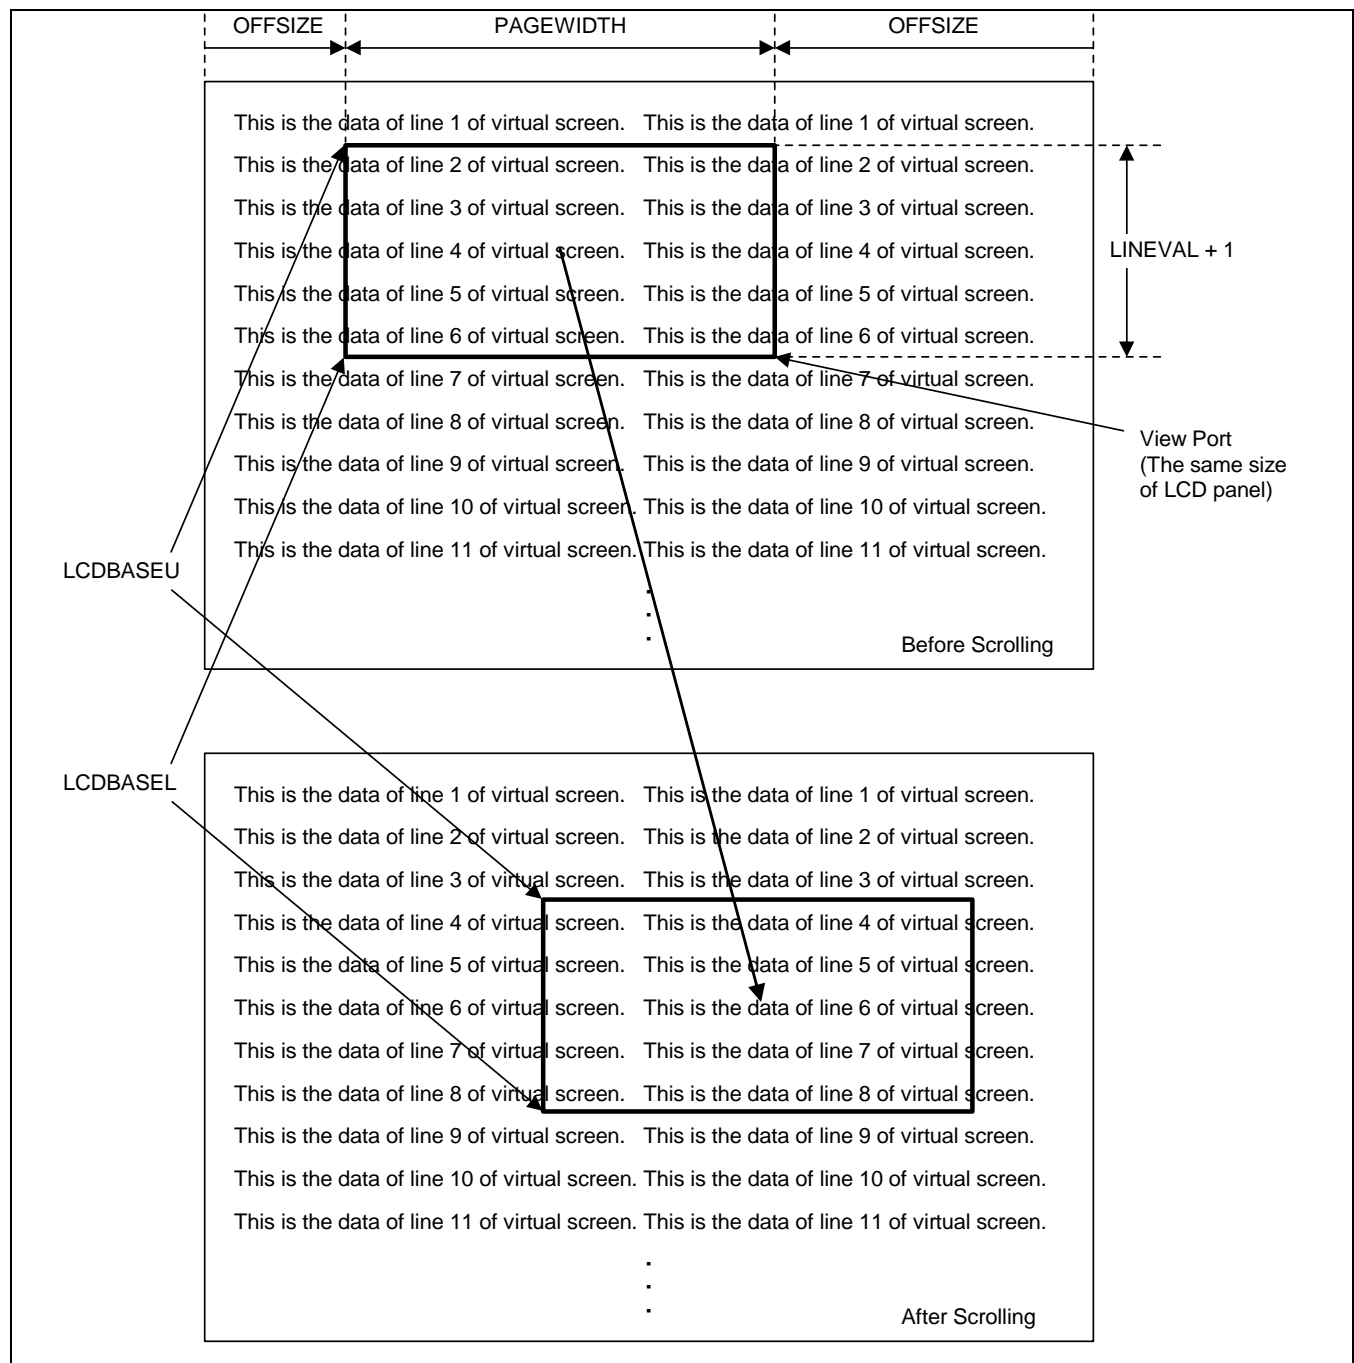 OFFSIZE PAGEWIDTH OFFSIZE
This is the data of line 1 of virtual screen. This is the data of line 1 of virtual screen.
This is the data of line 2 of virtual screen. This is the data of line 2 of virtual screen.
This is the data of line 3 of virtual screen. This is the data of line 3 of virtual screen.
This is the data of line 4 of virtual screen. This is the data of line 4 of virtual screen.
LINEVAL + 1
This is the data of line 5 of virtual screen. This is the data of line 5 of virtual screen.
This is the data of line 6 of virtual screen. This is the data of line 6 of virtual screen.
This is the data of line 7 of virtual screen. This is the data of line 7 of virtual screen.
This is the data of line 8 of virtual screen. This is the data of line 8 of virtual screen.
View Port
(The same size
of LCD panel)
This is the data of line 9 of virtual screen. This is the data of line 9 of virtual screen.
This is the data of line 10 of virtual screen. This is the data of line 10 of virtual screen.
This is the data of line 11 of virtual screen. This is the data of line 11 of virtual screen.
LCDBASEU
.
.
.
Before Scrolling
LCDBASEL
This is the data of line 1 of virtual screen. This is the data of line 1 of virtual screen.
This is the data of line 2 of virtual screen. This is the data of line 2 of virtual screen.
This is the data of line 3 of virtual screen. This is the data of line 3 of virtual screen.
This is the data of line 4 of virtual screen. This is the data of line 4 of virtual screen.
This is the data of line 5 of virtual screen. This is the data of line 5 of virtual screen.
This is the data of line 6 of virtual screen. This is the data of line 6 of virtual screen.
This is the data of line 7 of virtual screen. This is the data of line 7 of virtual screen.
This is the data of line 8 of virtual screen. This is the data of line 8 of virtual screen.
This is the data of line 9 of virtual screen. This is the data of line 9 of virtual screen.
This is the data of line 10 of virtual screen. This is the data of line 10 of virtual screen.
This is the data of line 11 of virtual screen. This is the data of line 11 of virtual screen.
.
.
.
After Scrolling